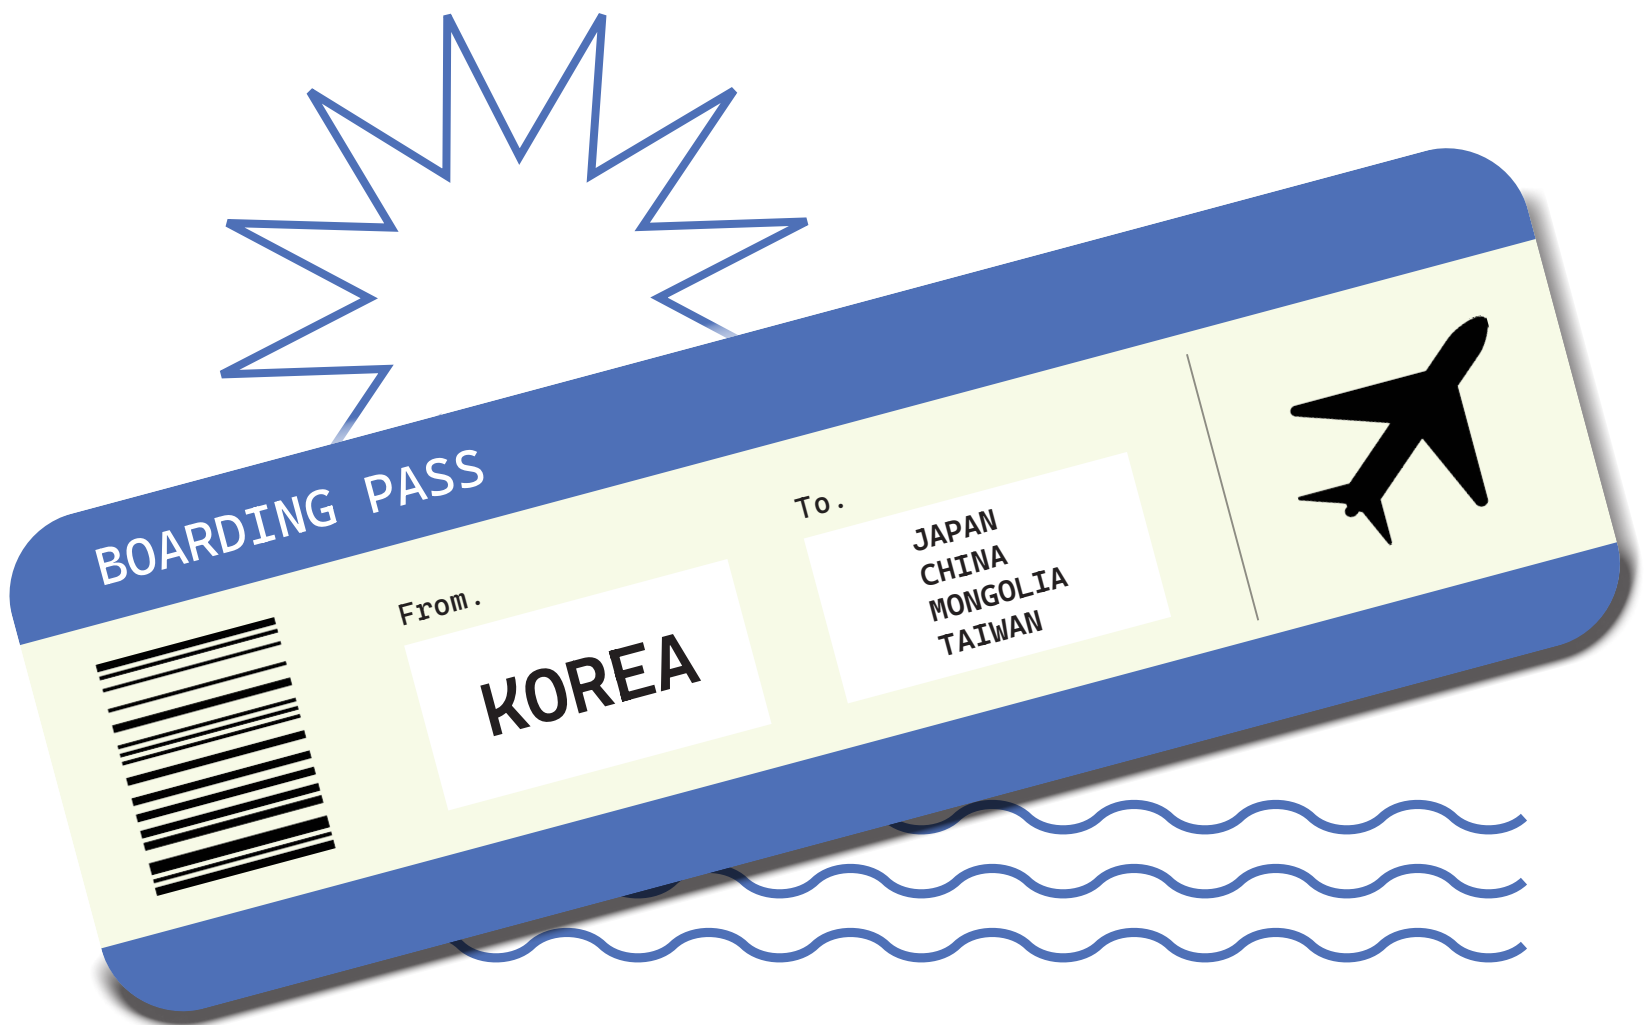 BOARDING PASS
From.
KOREA
To.
JAPAN
CHINA
MONGOLIA
TAIWAN